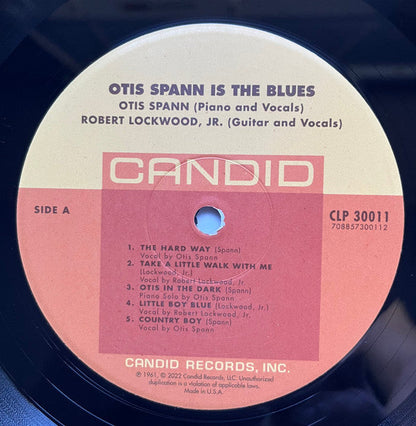 OTIS SPANN IS THE BLUES
OTIS SPANN (Piano and Vocals)
ROBERT LOCKWOOD, JR. (Guitar and Vocals)
CANDID
SIDE A
CLP 30011
708857300112
1. THE HARD WAY (Spann)
Vocal by Otis Spann
2. TAKE A LITTLE WALK WITH ME
(Lockwood, Jr.)
Vocal by Robert Lockwood, Jr.
3. OTIS IN THE DARK (Spann)
Piano Solo by Otis Spann
4. LITTLE BOY BLUE (Lockwood, Jr.)
Vocal by Robert Lockwood, Jr.
5. COUNTRY BOY (Spann)
Vocal by Otis Spann
CANDID RECORDS, INC.
℗ 1961, © 2022 Candid Records, LLC. Unauthorized
duplication is a violation of applicable laws.
Made in U.S.A.